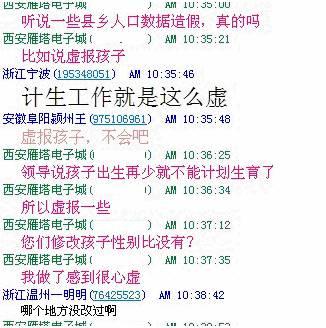 西安雁塔电子城( ) AM 10:35:00
听说一些县乡人口数据造假，真的吗
西安雁塔电子城( . ) AM 10:35:21
比如说虚报孩子
浙江宁波(195348051) AM 10:35:46
计生工作就是这么虚
安徽阜阳颍州王(975106961) AM 10:35:48
虚报孩子，不会吧
西安雁塔电子城( ) AM 10:36:25
领导说孩子出生再少就不能计划生育了
西安雁塔电子城( ) AM 10:36:34
所以虚报一些
西安雁塔电子城( ) AM 10:37:12
您们修改孩子性别比没有？
西安雁塔电子城( ) AM 10:37:35
我做了感到很心虚
浙江温州一明明(76425523) AM 10:38:42
哪个地方没改过啊